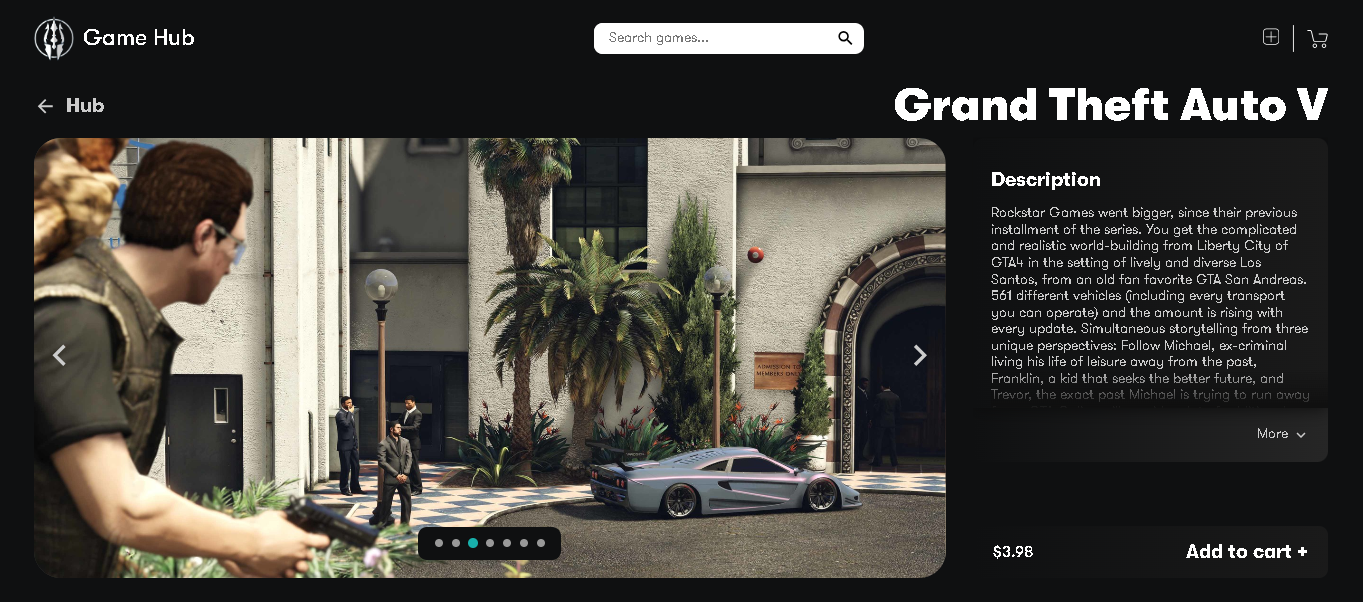 Game Hub
Search games...
Hub
Grand Theft Auto V
ADMISSION TO
MEMBERS ONLY
Description
Rockstar Games went bigger, since their previous
installment of the series. You get the complicated
and realistic world-building from Liberty City of
GTA4 in the setting of lively and diverse Los
Santos, from an old fan favorite GTA San Andreas.
561 different vehicles (including every transport
you can operate) and the amount is rising with
every update. Simultaneous storytelling from three
unique perspectives: Follow Michael, ex-criminal
living his life of leisure away from the past,
Franklin, a kid that seeks the better future, and
Trevor, the exact past Michael is trying to run away
More
$3.98
Add to cart +